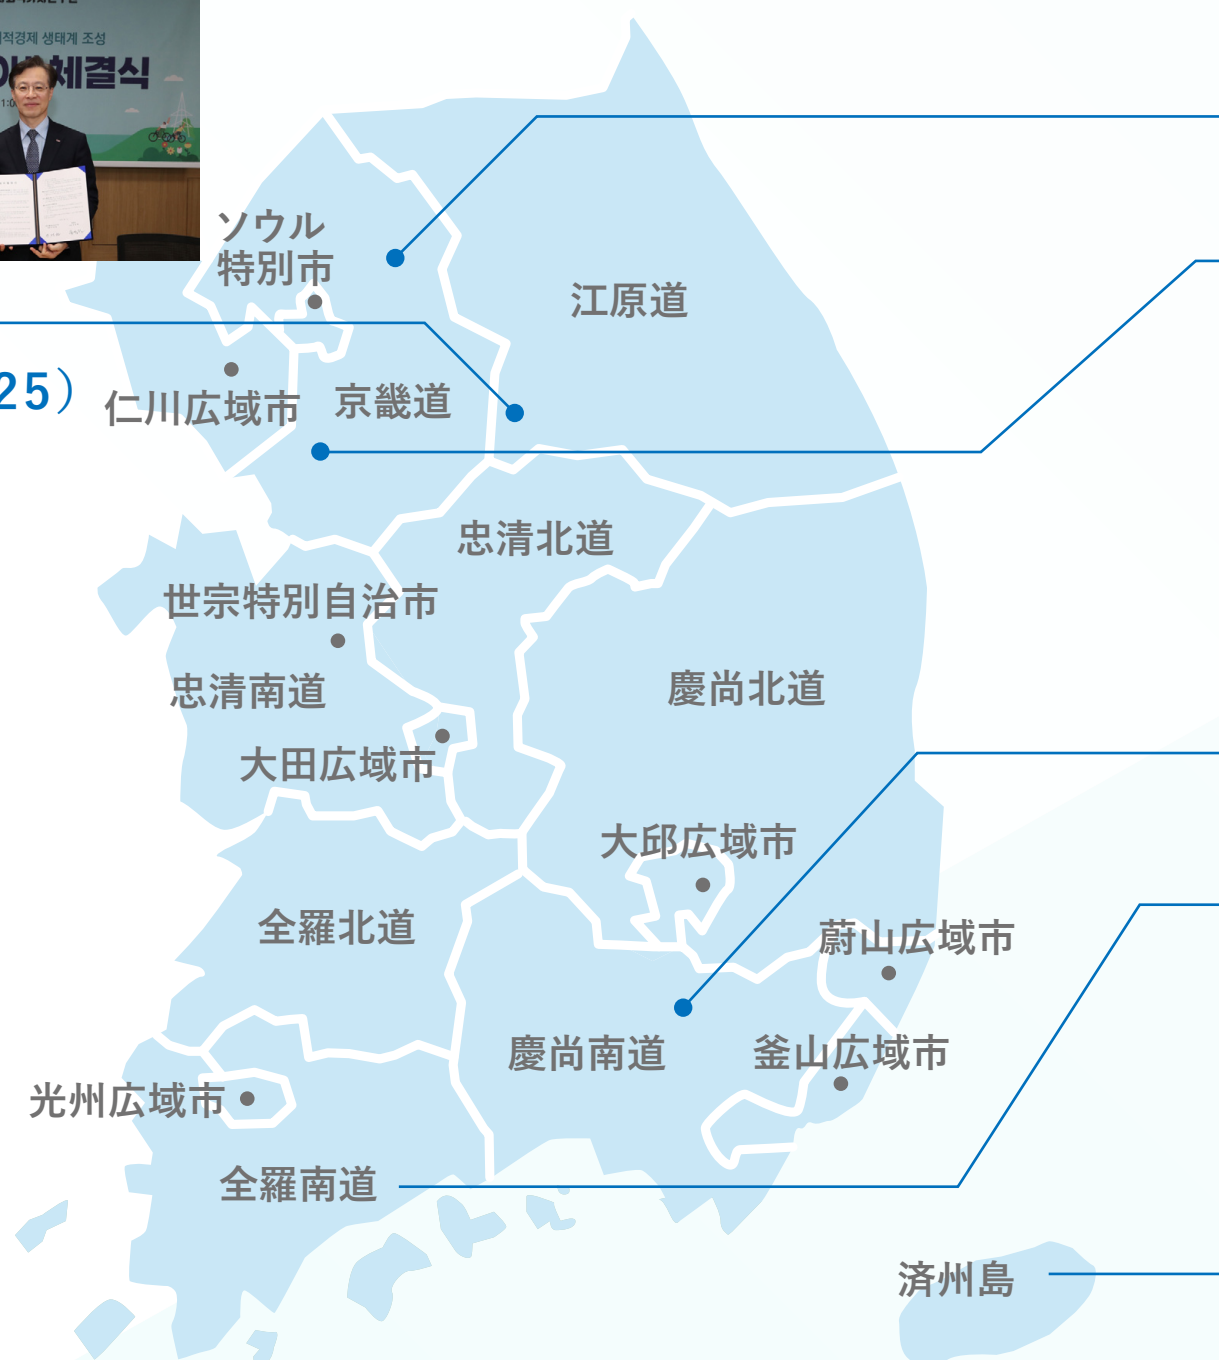 적경제 생태계 조성
체결식
ソウル
特別市
江原道
25）
仁川広域市
京畿道
忠清北道
世宗特別自治市
忠清南道
慶尚北道
大田広域市
大邱広域市
全羅北道
蔚山広域市
慶尚南道
釜山広域市
光州広域市
全羅南道
済州島